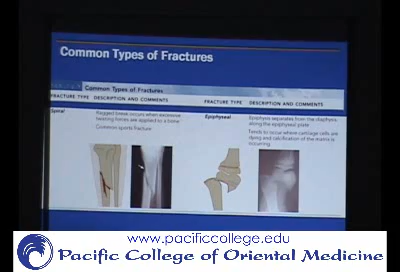 Common Types of Fractures
Common Types of Fractures
FRACTURE TYPE DESCRIPTION AND COMMENTS
FRACTURE TYPE DESCRIPTION AND COMMENTS
Spiral
Ragged break occurs when excessive
twisting forces are applied to a bone
Common sports fracture
Epiphyseal
Epiphysis separates from the diaphysis
along the epiphyseal plate
Tends to occur where cartilage cells are
dying and calcification of the matrix is
occurring
www.pacificcollege.edu
Pacific College of Oriental Medicine